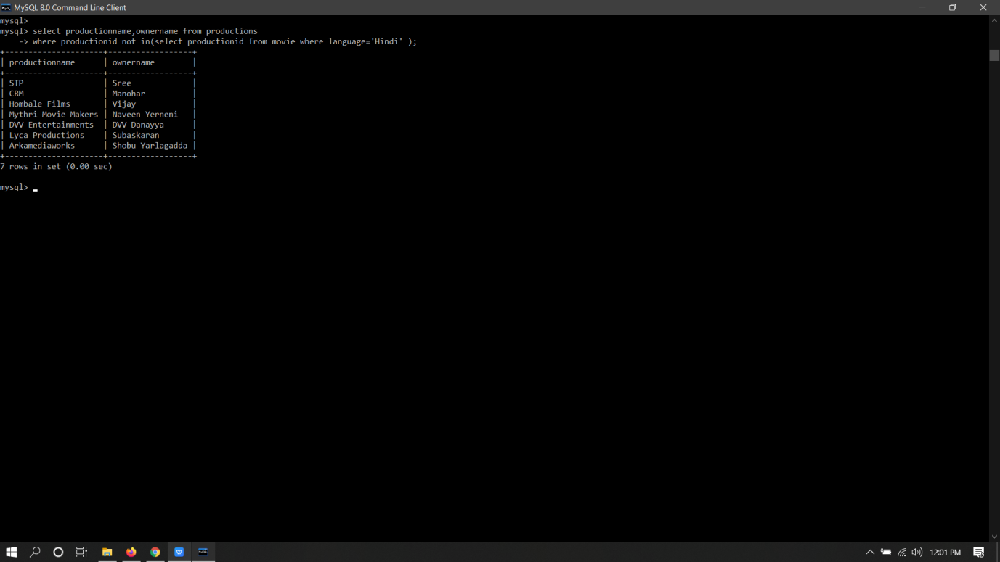 MySQL 8.0 Command Line Client
mysql>
mysql> select productionname,ownername from productions
    -> where productionid not in(select productionid from movie where language='Hindi' );
+---------------------+------------------+
| productionname      | ownername        |
+---------------------+------------------+
| STP                 | Sree             |
| CRM                 | Manohar          |
| Hombale Films       | Vijay            |
| Mythri Movie Makers | Naveen Yerneni   |
| DVV Entertainments  | DVV Danayya      |
| Lyca Productions    | Subaskaran       |
| Arkamediaworks      | Shobu Yarlagadda |
+---------------------+------------------+
7 rows in set (0.00 sec)
mysql>
12:01 PM